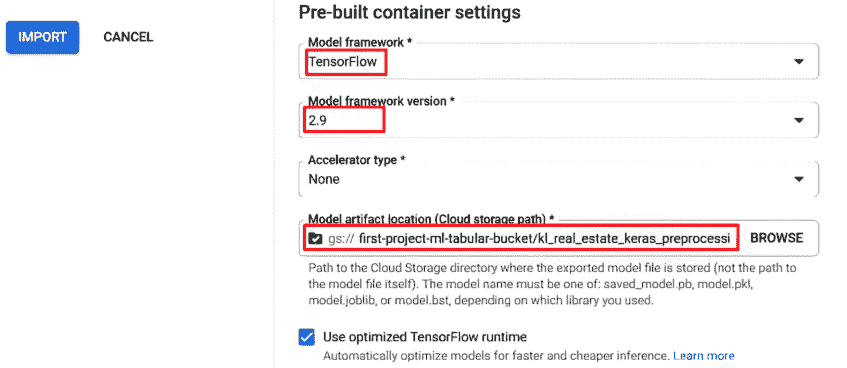 IMPORT
CANCEL
Pre-built container settings
Model framework *
TensorFlow
Model framework version *
2.9
Accelerator type *
None
Model artifact location (Cloud storage path) *
gs:// first-project-ml-tabular-bucket/kl_real_estate_keras_preprocessi
BROWSE
Path to the Cloud Storage directory where the exported model file is stored (not the path to
the model file itself). The model name must be one of: saved_model.pb, model.pkl,
model.joblib, or model.bst, depending on which library you used.
Use optimized TensorFlow runtime
Automatically optimize models for faster and cheaper inference. Learn more